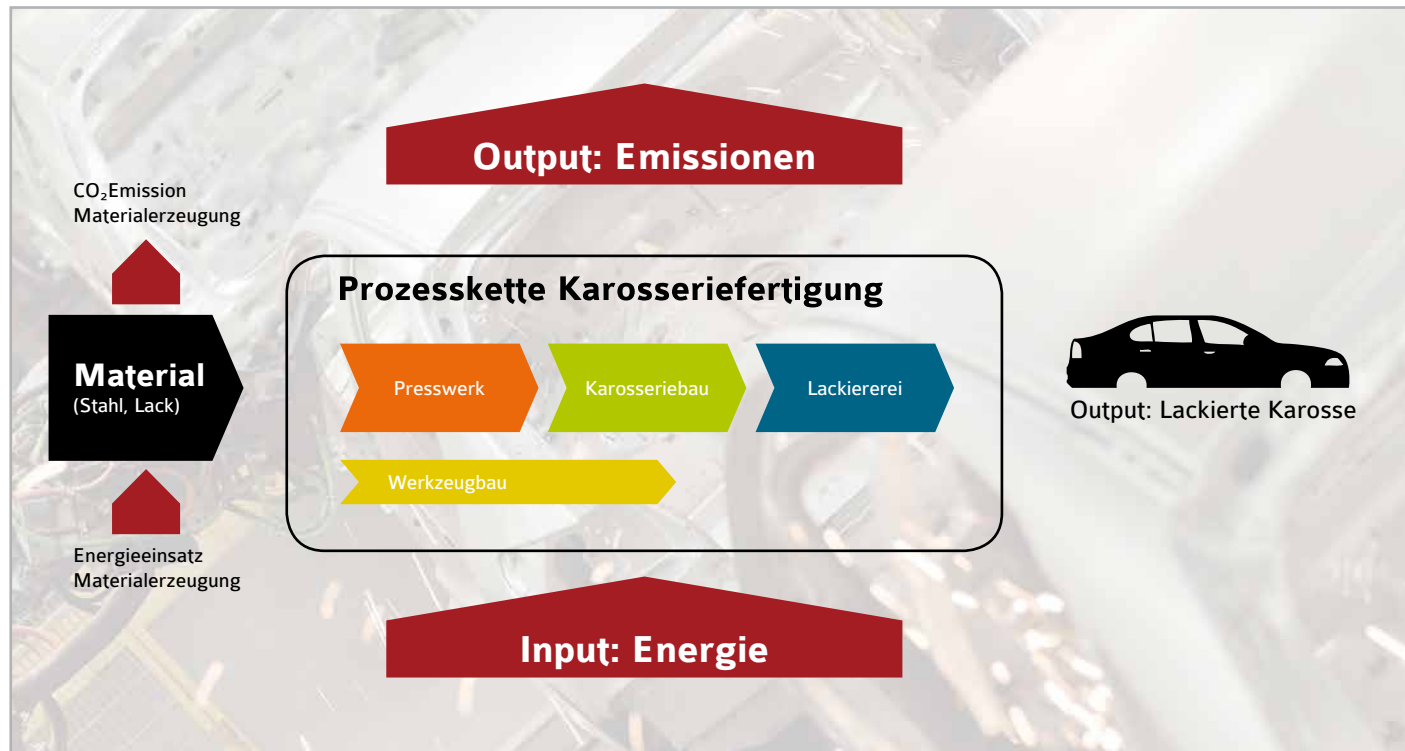 Output: Emissionen
CO₂Emission
Materialerzeugung
Prozesskette Karosseriefertigung
Material
(Stahl, Lack)
Presswerk
Karosseriebau
Lackiererei
Output: Lackierte Karosse
Werkzeugbau
Energieeinsatz
Materialerzeugung
Input: Energie